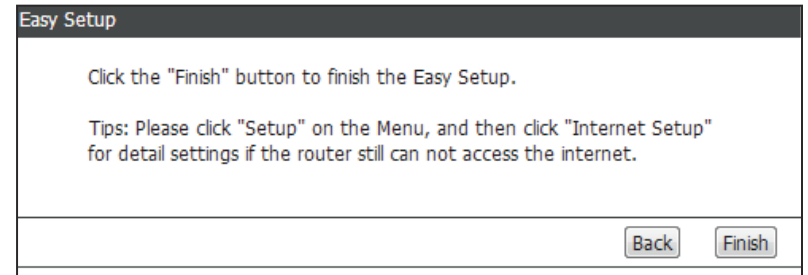 Easy Setup
Click the "Finish" button to finish the Easy Setup.
Tips: Please click "Setup" on the Menu, and then click "Internet Setup"
for detail settings if the router still can not access the internet.
Back Finish